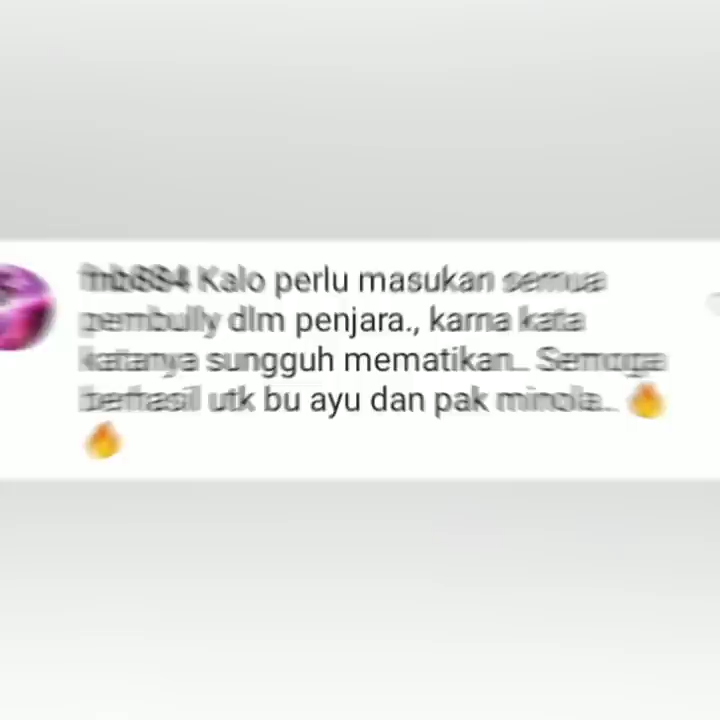 fnb884 Kalo perlu masukan semua
pembully dlm penjara., karna kata
katanya sungguh mematikan.. Semoga
berhasil utk bu ayu dan pak minola..